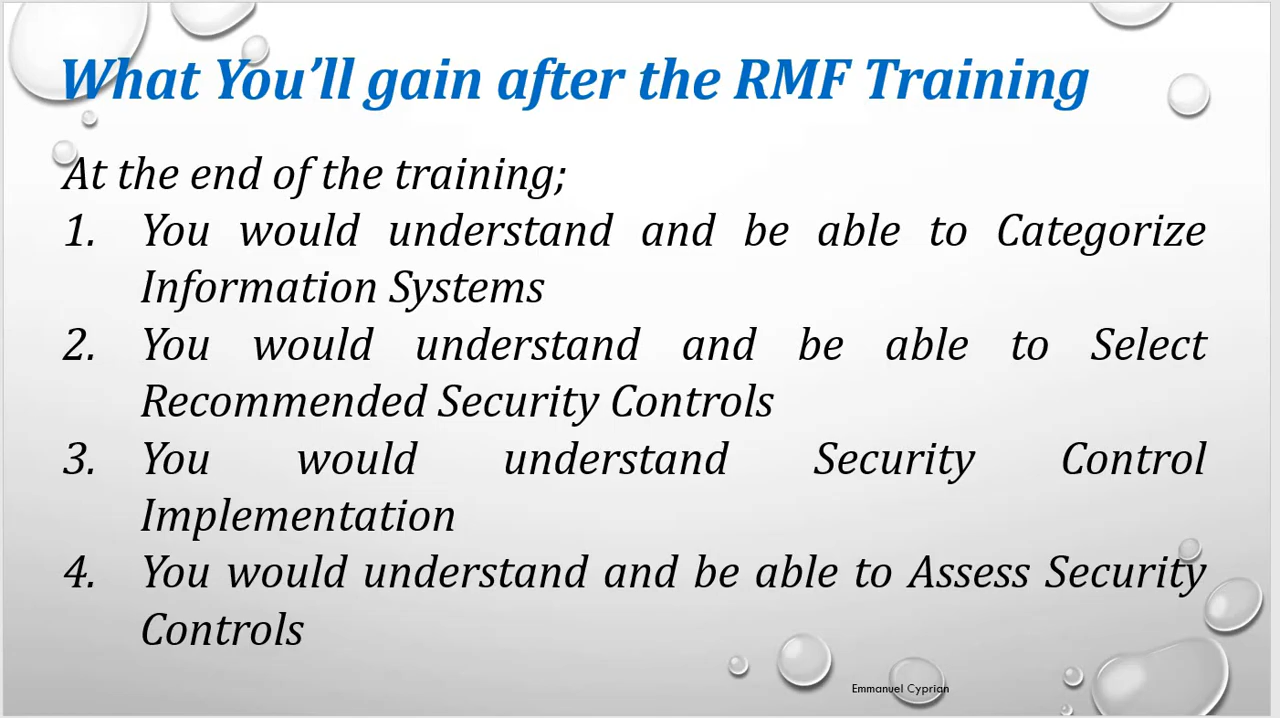 What You’ll gain after the RMF Training
At the end of the training;
1. You would understand and be able to Categorize
Information Systems
2. You would understand and be able to Select
Recommended Security Controls
3. You would understand Security Control
Implementation
4. You would understand and be able to Assess Security
Controls
Emmanuel Cyprian